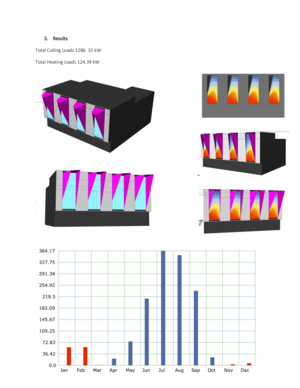 3. Results
Total Colling Loads 1286. 31 kW
Total Heating Loads 124.39 kW
364.17
327.75
291.34
254.92
218.5
182.09
145.67
109.25
72.83
36.42
0.0
Jan Feb Mar Apr May Jun Jul Aug Sep Oct Nov Dec